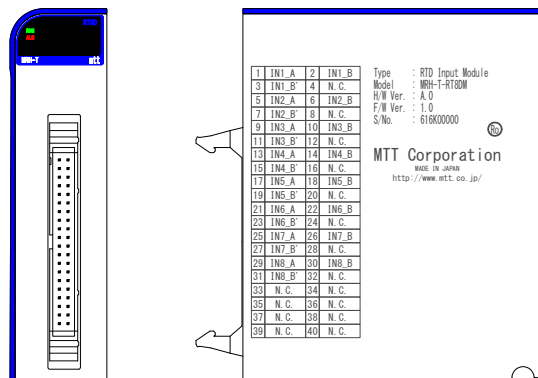 MRH-T mtt
1 IN1_A 2 IN1_B
3 IN1_B' 4 N.C.
5 IN2_A 6 IN2_B
7 IN2_B' 8 N.C.
9 IN3_A 10 IN3_B
11 IN3_B' 12 N.C.
13 IN4_A 14 IN4_B
15 IN4_B' 16 N.C.
17 IN5_A 18 IN5_B
19 IN5_B' 20 N.C.
21 IN6_A 22 IN6_B
23 IN6_B' 24 N.C.
25 IN7_A 26 IN7_B
27 IN7_B' 28 N.C.
29 IN8_A 30 IN8_B
31 IN8_B' 32 N.C.
33 N.C. 34 N.C.
35 N.C. 36 N.C.
37 N.C. 38 N.C.
39 N.C. 40 N.C.
Type : RTD Input Module
Model : MRH-T-RT8DM
H/W Ver. : A.0
F/W Ver. : 1.0
S/No. : 616K00000
Ro
MTT Corporation
MADE IN JAPAN
http://www.mtt.co.jp/